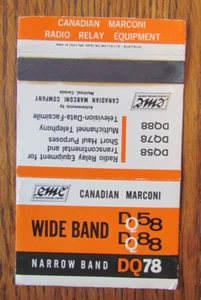 CANADIAN MARCONI
RADIO RELAY EQUIPMENT
CMC
Achievements by
CANADIAN MARCONI COMPANY
Montreal, Canada
DQ58
DQ78
DQ88
Radio Relay Equipment for
Transcontinental and
Short Haul Purposes
Multichannel Telephony
Television-Data-Facsimile
CMC CANADIAN MARCONI
WIDE BAND DQ58
DQ88
NARROW BAND DQ78